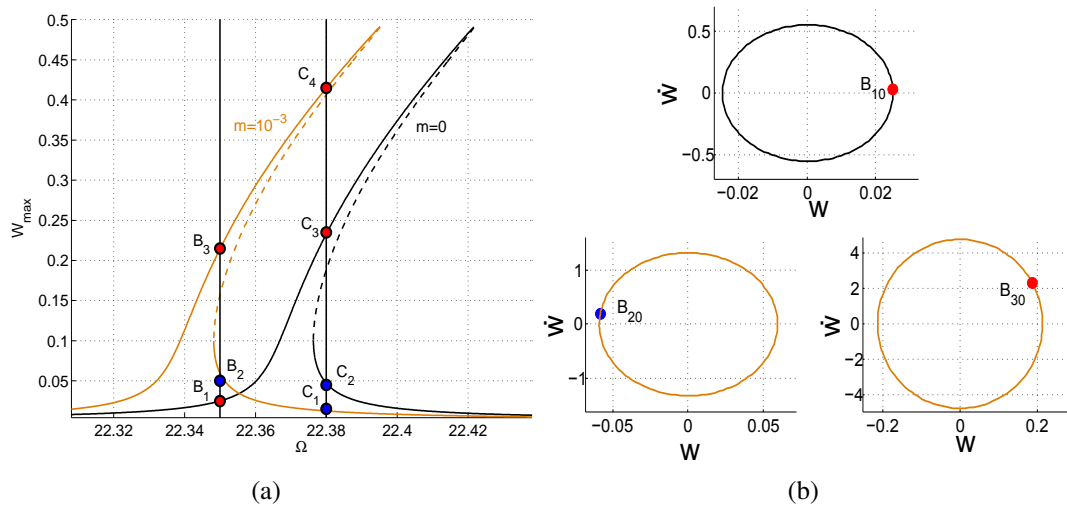 0.5
0.45
0.4
0.35
0.3
0.25
0.2
0.15
0.1
0.05
W_max
22.32 22.34 22.36 22.38 22.4 22.42
Ω
m=10^-3
m=0
C_4
C_3
B_3
B_2
B_1
C_2
C_1
(a)
0.5
0
−0.5
Ẇ
−0.02 0 0.02
W
B_10
1
0
−1
Ẇ
−0.05 0 0.05
W
B_20
4
2
0
−2
−4
Ẇ
−0.2 0 0.2
W
B_30
(b)